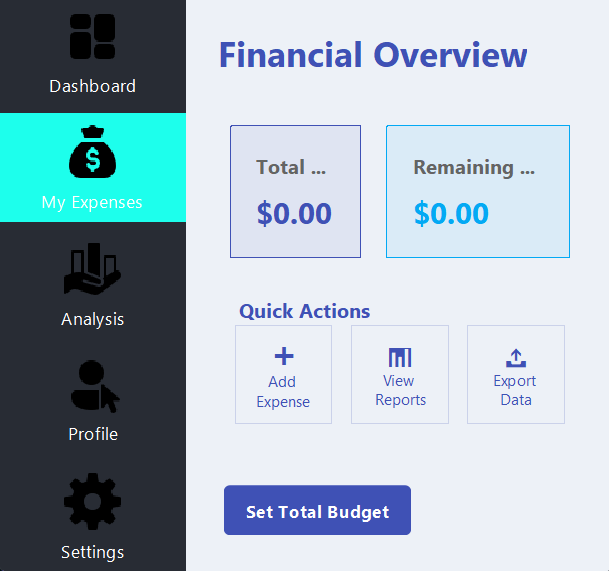 Dashboard
My Expenses
Analysis
Profile
Settings
Financial Overview
Total ...
$0.00
Remaining ...
$0.00
Quick Actions
Add
Expense
View
Reports
Export
Data
Set Total Budget